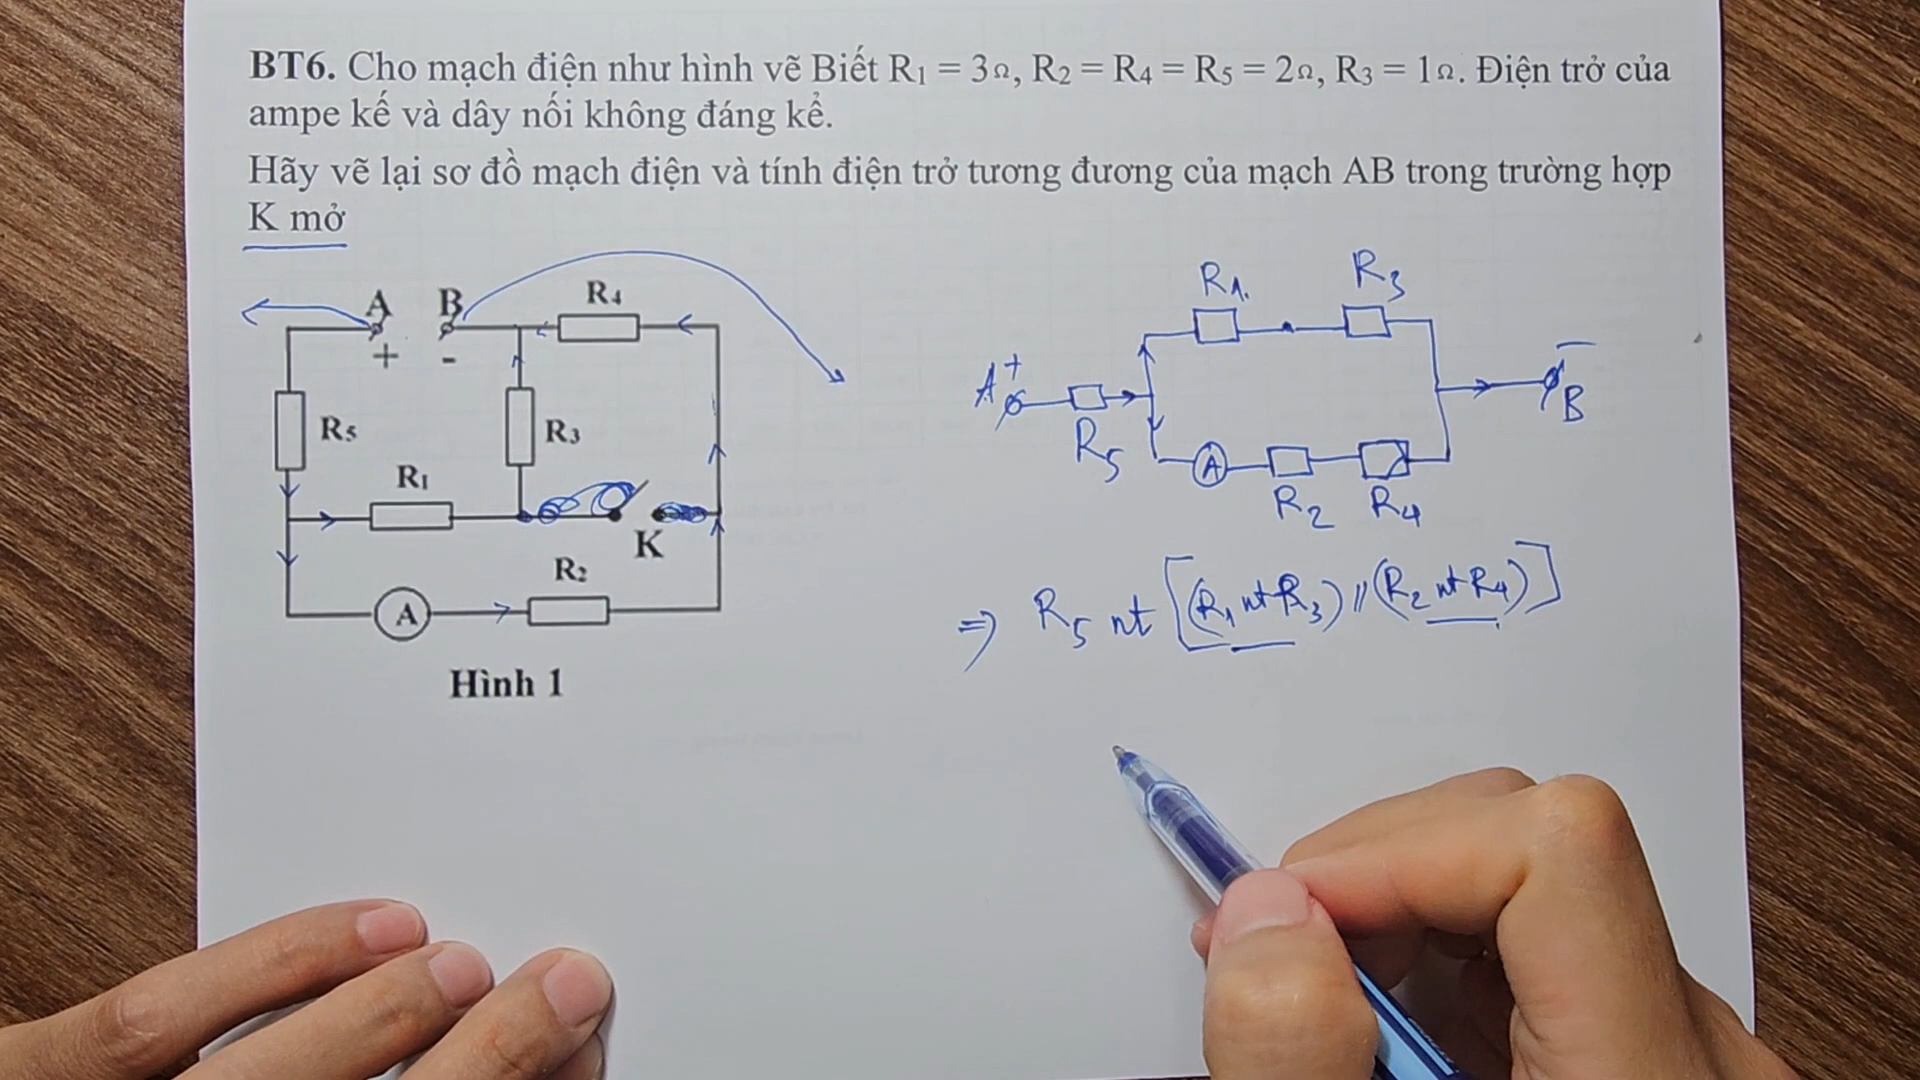 BT6. Cho mạch điện như hình vẽ Biết R₁ = 3Ω, R₂ = R₄ = R₅ = 2Ω, R₃ = 1Ω. Điện trở của
ampe kế và dây nối không đáng kể.
Hãy vẽ lại sơ đồ mạch điện và tính điện trở tương đương của mạch AB trong trường hợp
K mở
A B R₄
+ -
R₅ R₃
R₁
K
R₂
A
Hình 1
R₁ R₃
A + B -
R₅
A
R₂ R₄
⇒ R₅ nt [(R₁ nt R₃) // (R₂ nt R₄)]